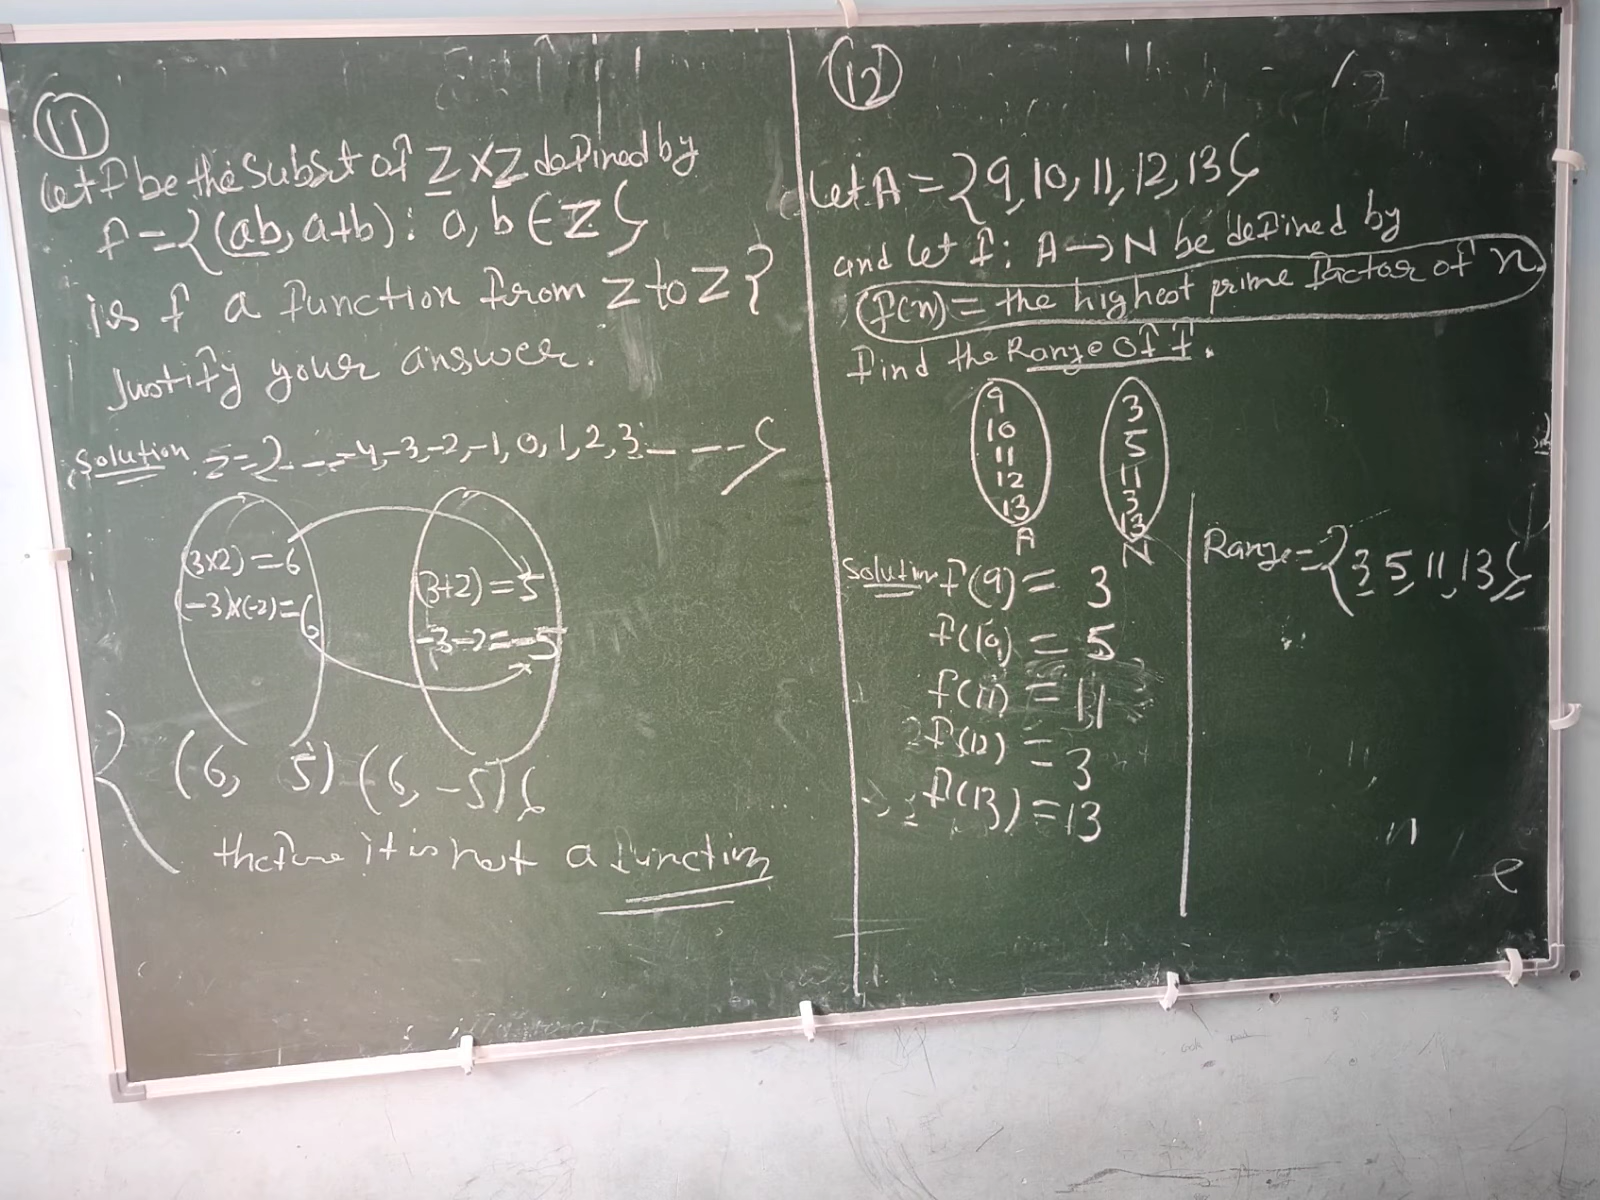 11
Let f be the Subset of Z×Z defined by
f = {(ab, a+b) : a, b ∈ Z}
is f a function from Z to Z?
Justify your answer.
Solution. Z = {- - - -4, -3, -2, -1, 0, 1, 2, 3 - - - -}
(3×2) = 6
(-3)×(-2) = 6
(3+2) = 5
-3-2 = -5
{ (6, 5) (6, -5) }
it is not a function
12
Let A = {9, 10, 11, 12, 13}
and let f : A → N be defined by
f(n) = the highest prime factor of n.
find the Range of f.
9
10
11
12
13
A
3
5
11
3
13
N
Solution f(9) = 3
f(10) = 5
f(11) = 11
f(12) = 3
f(13) = 13
Range = {3, 5, 11, 13}